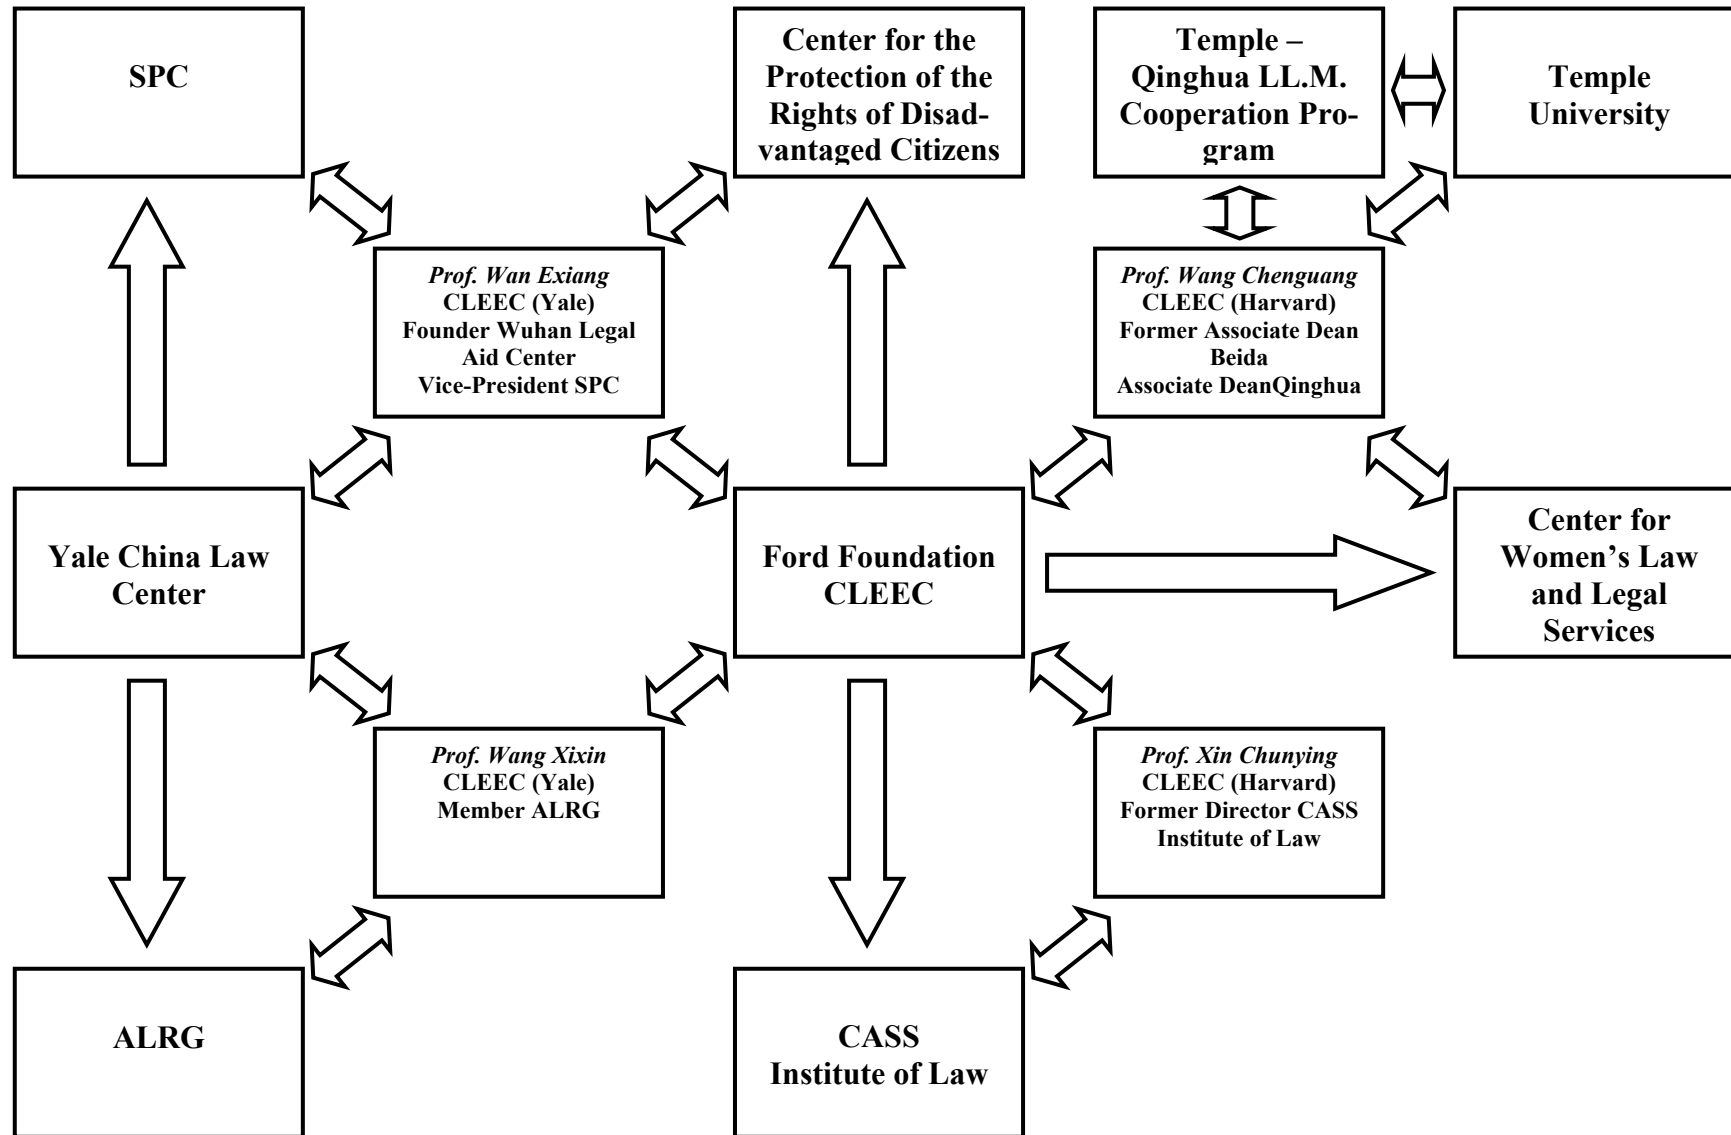 SPC
Center for the
Protection of the
Rights of Disad-
vantaged Citizens
Temple –
Qinghua LL.M.
Cooperation Pro-
gram
Temple
University
Prof. Wan Exiang
CLEEC (Yale)
Founder Wuhan Legal
Aid Center
Vice-President SPC
Prof. Wang Chenguang
CLEEC (Harvard)
Former Associate Dean
Beida
Associate DeanQinghua
Yale China Law
Center
Ford Foundation
CLEEC
Center for
Women’s Law
and Legal
Services
Prof. Wang Xixin
CLEEC (Yale)
Member ALRG
Prof. Xin Chunying
CLEEC (Harvard)
Former Director CASS
Institute of Law
ALRG
CASS
Institute of Law